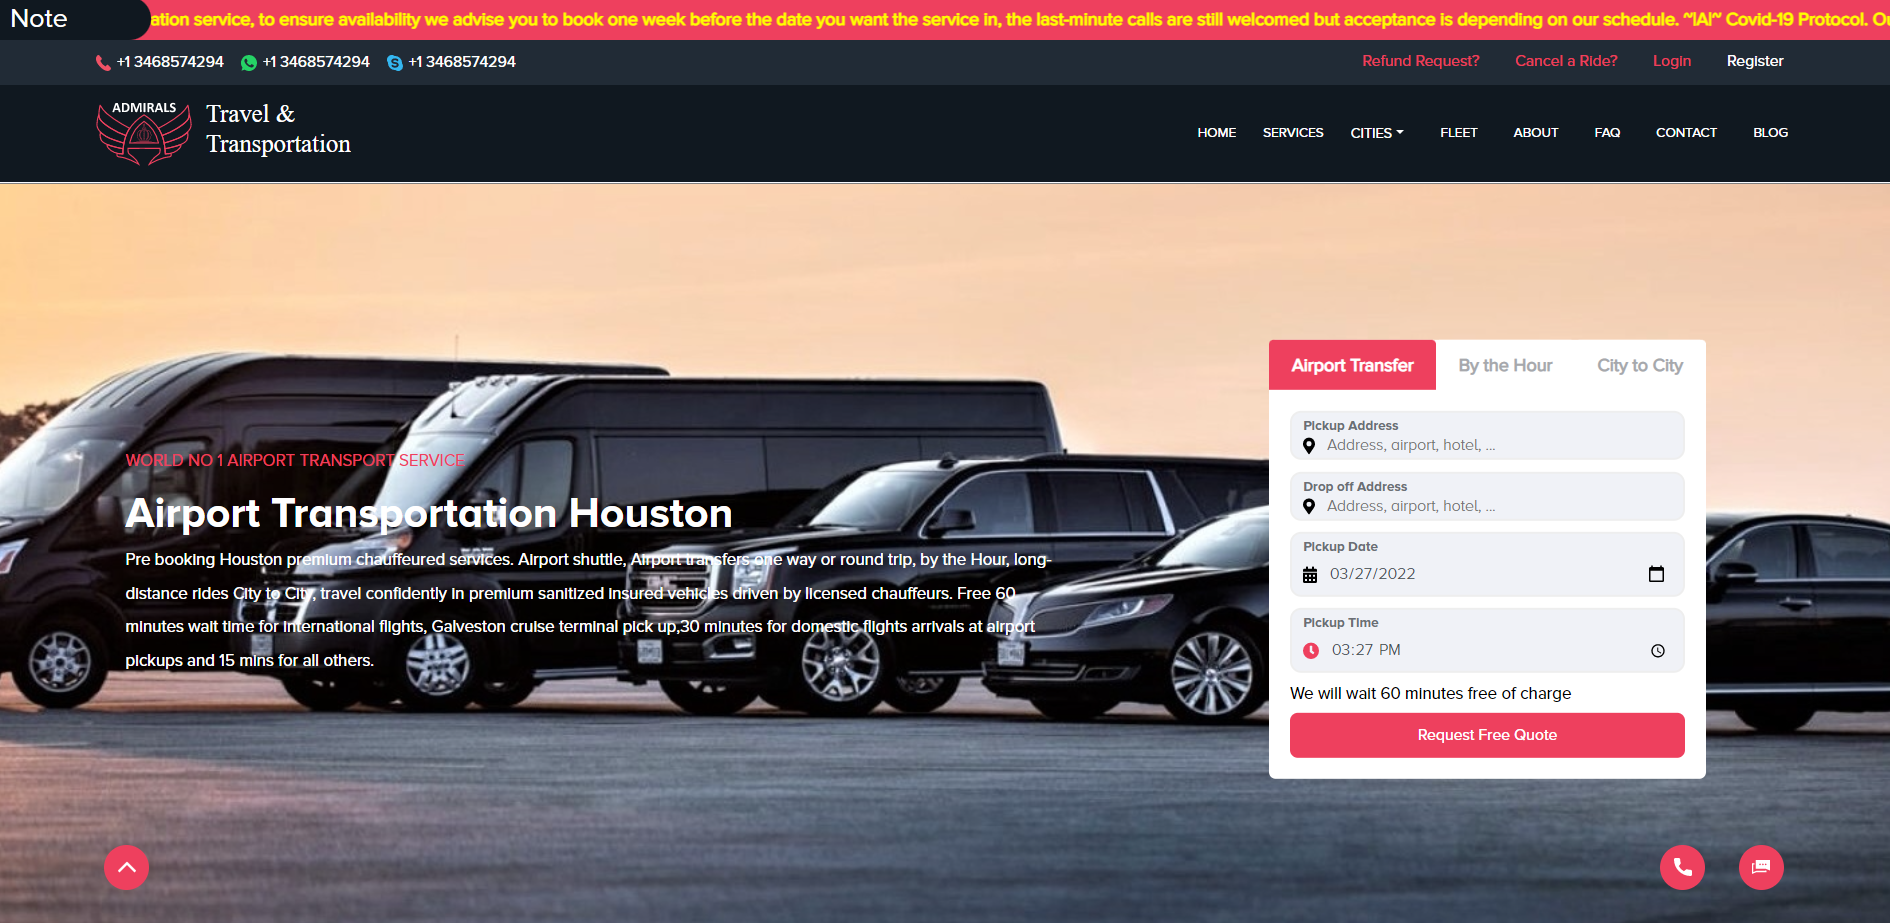 Note
ation service, to ensure availability we advise you to book one week before the date you want the service in, the last-minute calls are still welcomed but acceptance is depending on our schedule. ~|A|~ Covid-19 Protocol. Ou
+1 3468574294 +1 3468574294 +1 3468574294
Refund Request? Cancel a Ride? Login Register
ADMIRALS
Travel &
Transportation
HOME SERVICES CITIES FLEET ABOUT FAQ CONTACT BLOG
WORLD NO 1 AIRPORT TRANSPORT SERVICE
Airport Transportation Houston
Pre booking Houston premium chauffeured services. Airport shuttle, Airport transfers one way or round trip, by the Hour, long-
distance rides City to City, travel confidently in premium sanitized insured vehicles driven by licensed chauffeurs. Free 60
minutes wait time for international flights, Galveston cruise terminal pick up,30 minutes for domestic flights arrivals at airport
pickups and 15 mins for all others.
Airport Transfer By the Hour City to City
Pickup Address
Address, airport, hotel, ...
Drop off Address
Address, airport, hotel, ...
Pickup Date
03/27/2022
Pickup Time
03:27 PM
We will wait 60 minutes free of charge
Request Free Quote